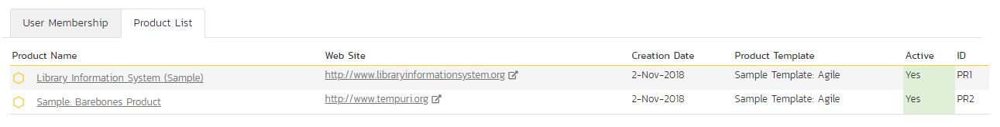 User Membership Product List
Product Name Web Site Creation Date Product Template Active ID
Library Information System (Sample) http://www.libraryinformationsystem.org 2-Nov-2018 Sample Template: Agile Yes PR1
Sample: Barebones Product http://www.tempuri.org 2-Nov-2018 Sample Template: Agile Yes PR2